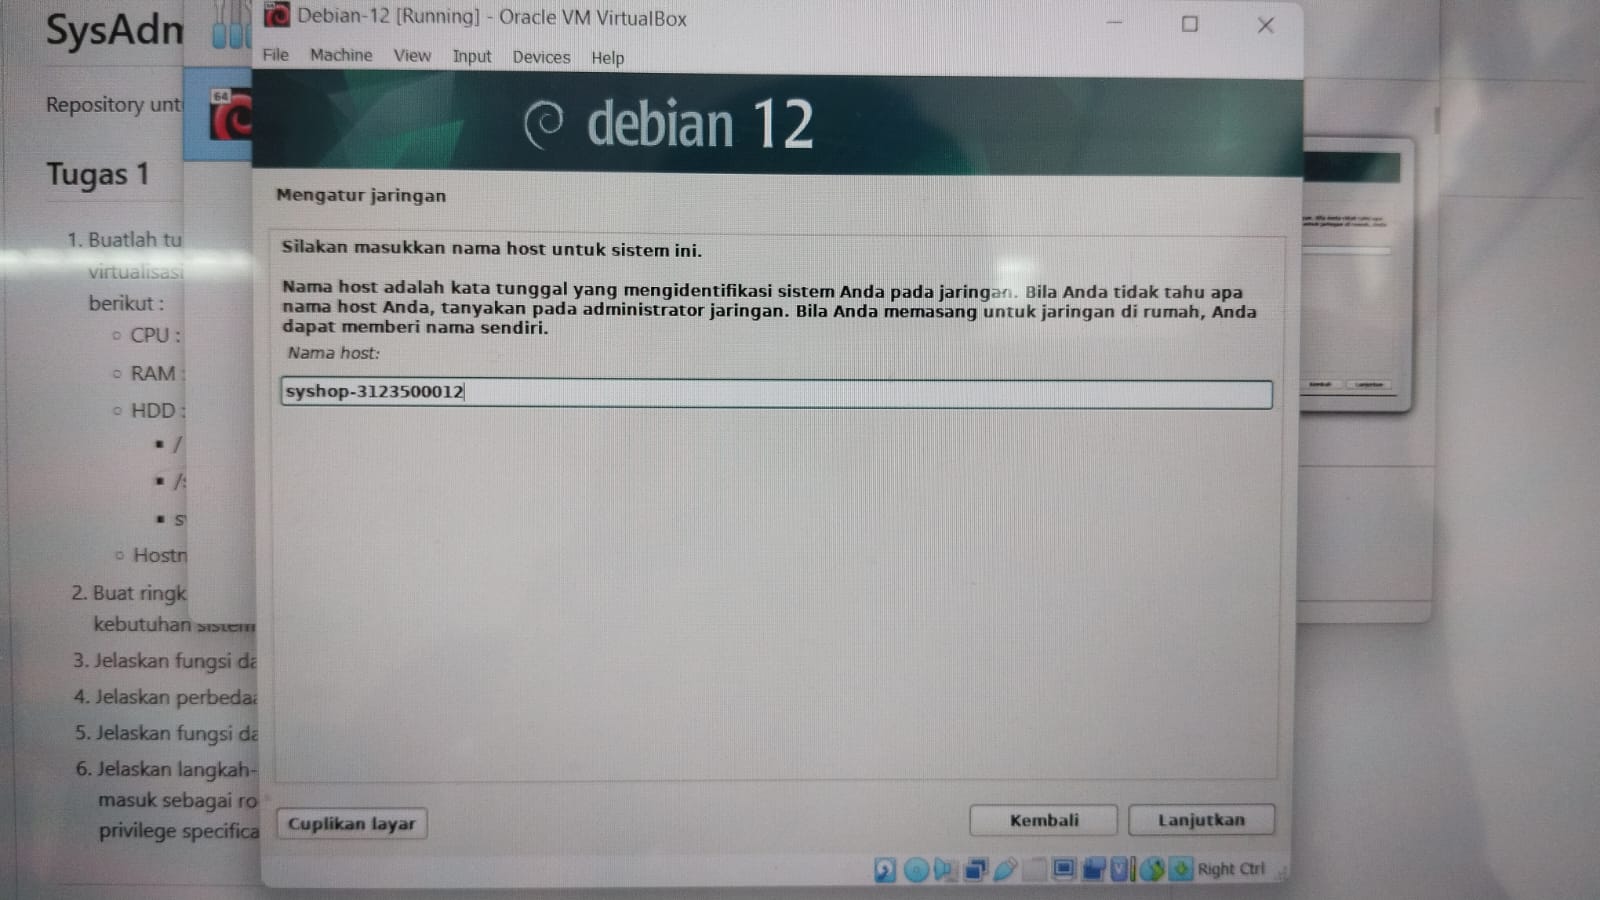 SysAdm
Repository unt
Tugas 1
1. Buatlah tu
virtualisasi
berikut :
CPU :
RAM :
HDD :
/
/s
s
Hostn
2. Buat ringk
kebutuhan sistem
3. Jelaskan fungsi da
4. Jelaskan perbedaa
5. Jelaskan fungsi da
6. Jelaskan langkah-
masuk sebagai ro
privilege specifica
64
Debian-12 [Running] - Oracle VM VirtualBox
File Machine View Input Devices Help
debian 12
Mengatur jaringan
Silakan masukkan nama host untuk sistem ini.
Nama host adalah kata tunggal yang mengidentifikasi sistem Anda pada jaringan. Bila Anda tidak tahu apa
nama host Anda, tanyakan pada administrator jaringan. Bila Anda memasang untuk jaringan di rumah, Anda
dapat memberi nama sendiri.
Nama host:
syshop-3123500012
Cuplikan layar
Kembali
Lanjutkan
Right Ctrl